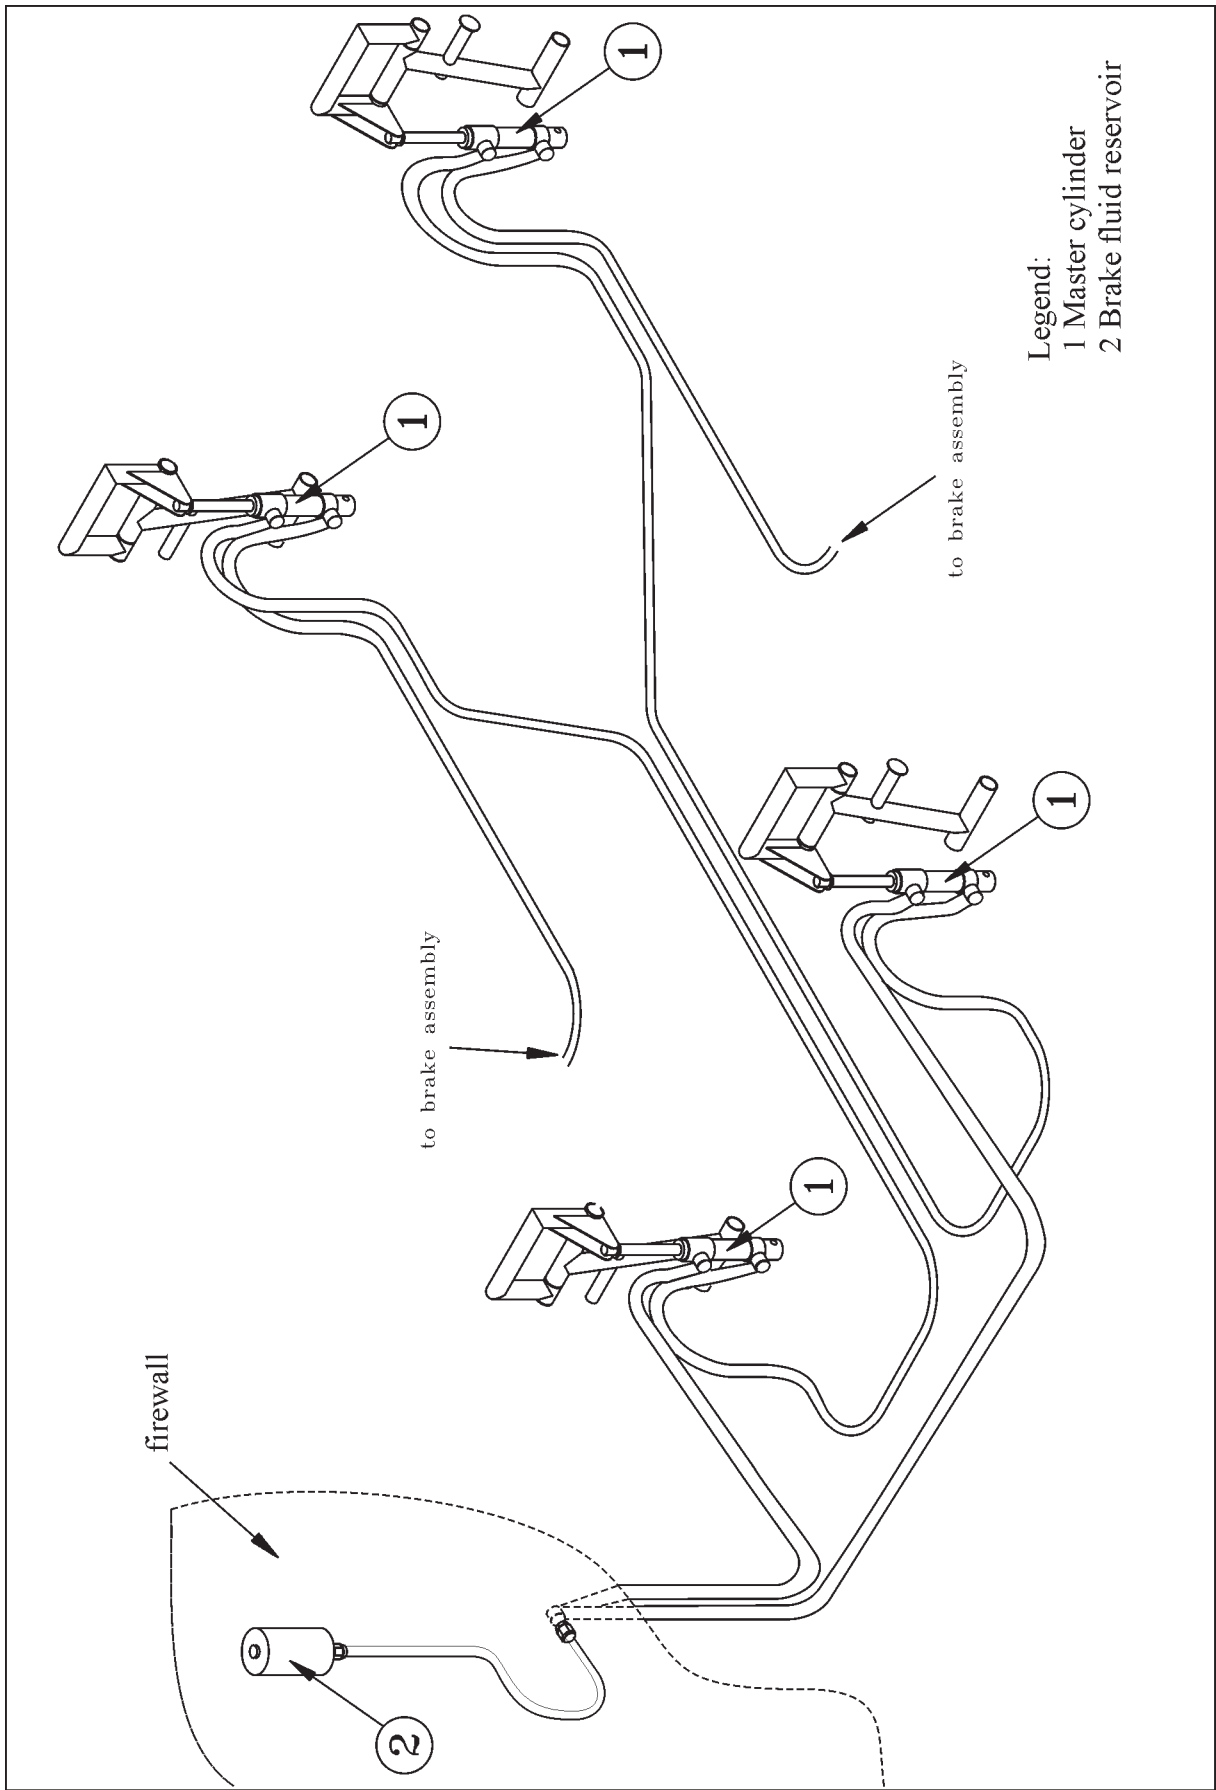 1
1
to brake assembly
Legend:
1 Master cylinder
2 Brake fluid reservoir
to brake assembly
1
1
firewall
2